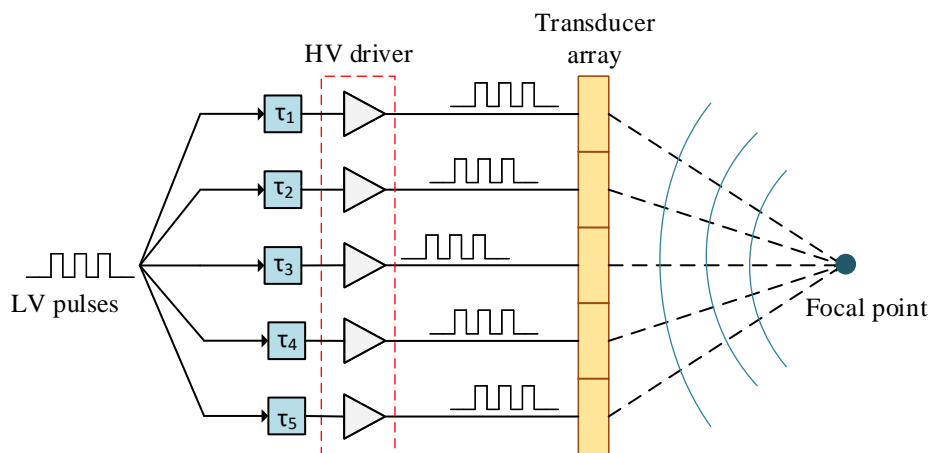 Transducer
array
HV driver
τ1
τ2
τ3
τ4
τ5
LV pulses
Focal point